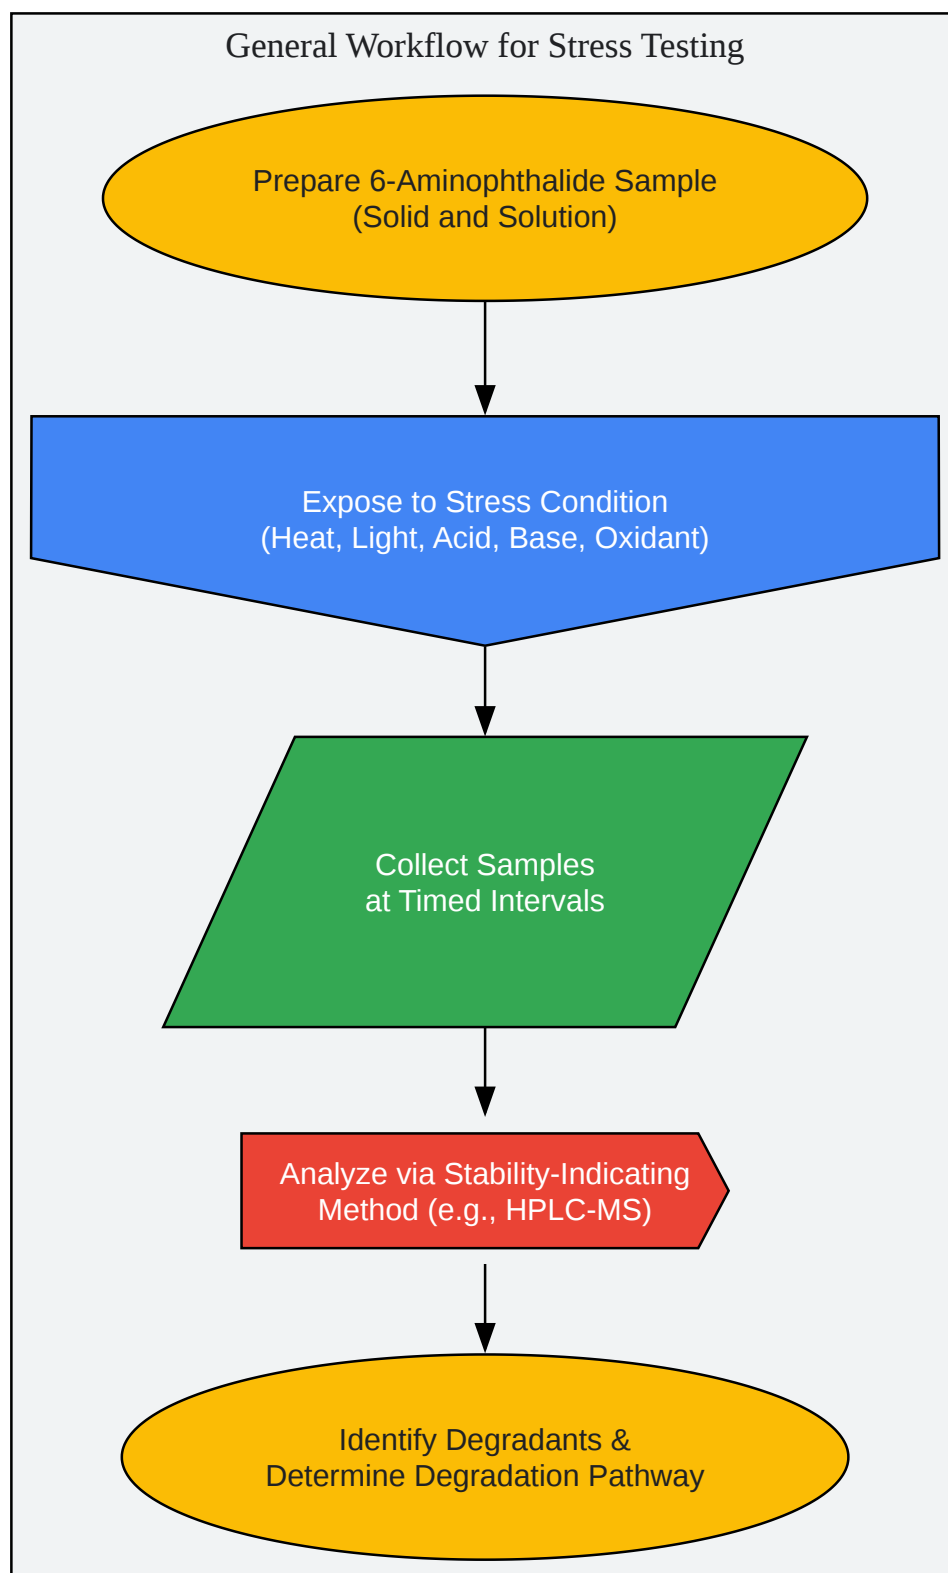 General Workflow for Stress Testing
Prepare 6-Aminophthalide Sample
(Solid and Solution)
Expose to Stress Condition
(Heat, Light, Acid, Base, Oxidant)
Collect Samples
at Timed Intervals
Analyze via Stability-Indicating
Method (e.g., HPLC-MS)
Identify Degradants &
Determine Degradation Pathway